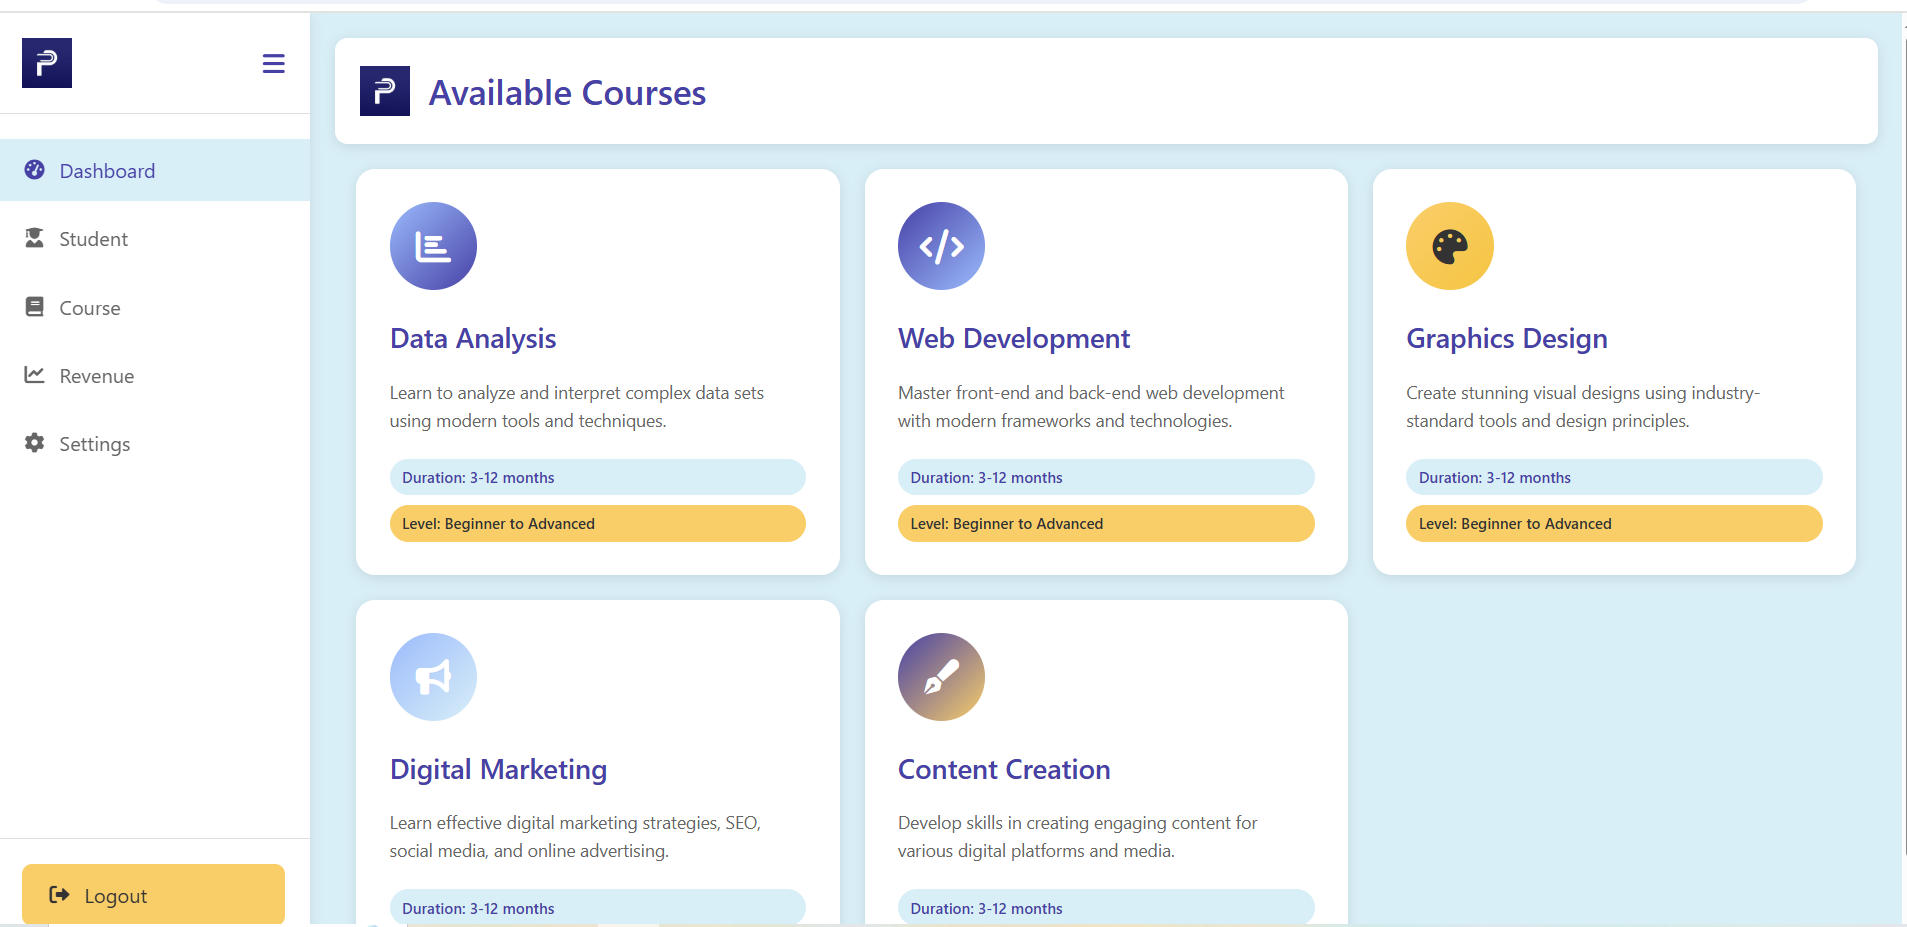 Available Courses
Dashboard
Student
Course
Revenue
Settings
Logout
Data Analysis
Learn to analyze and interpret complex data sets
using modern tools and techniques.
Duration: 3-12 months
Level: Beginner to Advanced
Web Development
Master front-end and back-end web development
with modern frameworks and technologies.
Duration: 3-12 months
Level: Beginner to Advanced
Graphics Design
Create stunning visual designs using industry-
standard tools and design principles.
Duration: 3-12 months
Level: Beginner to Advanced
Digital Marketing
Learn effective digital marketing strategies, SEO,
social media, and online advertising.
Duration: 3-12 months
Content Creation
Develop skills in creating engaging content for
various digital platforms and media.
Duration: 3-12 months